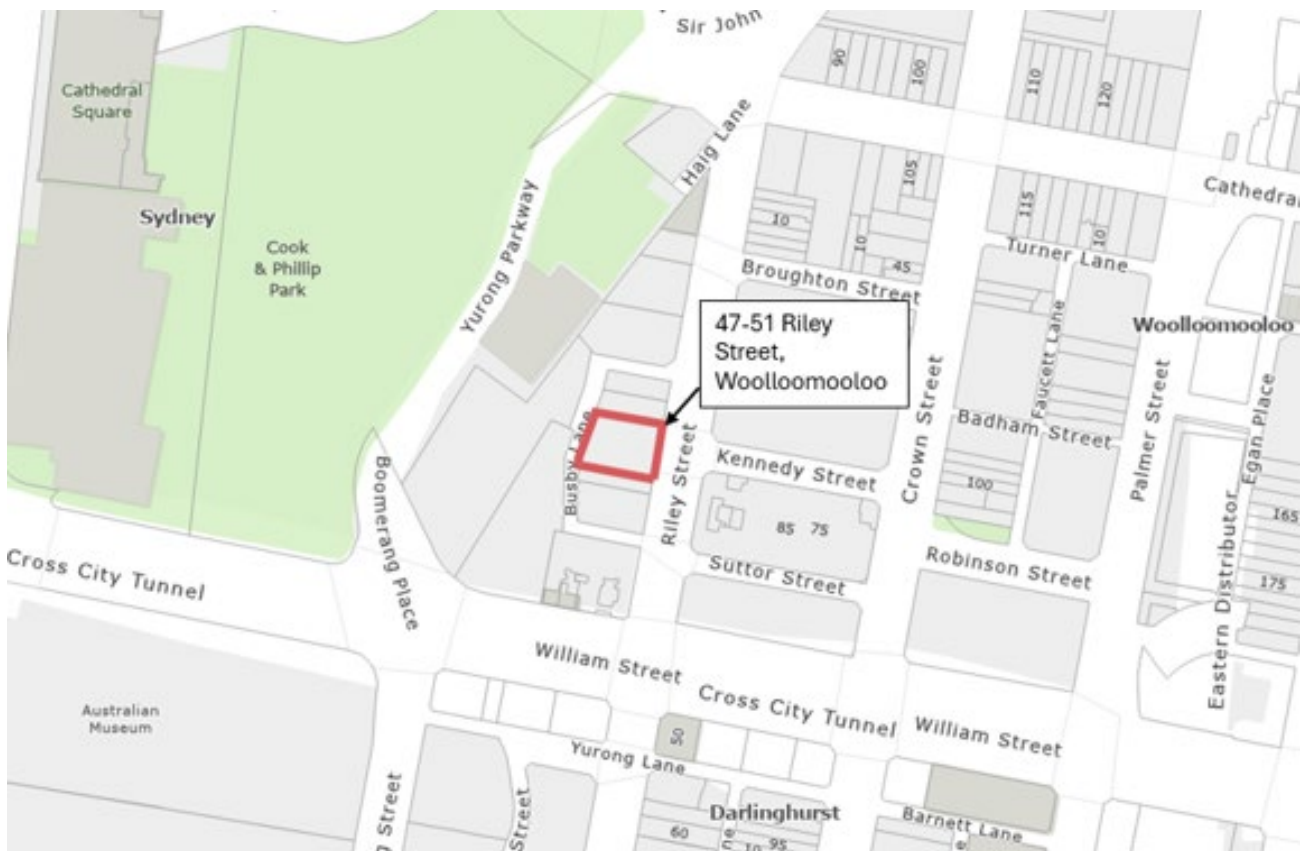 Sir John
90
100
110
120
Cathedral
Square
Haig Lane
105
Cathedra
Sydney
Yurong Parkway
10
10
45
115
10
Turner Lane
Cook
& Phillip
Park
Broughton Street
47-51 Riley
Street,
Woolloomooloo
Woolloomooloo
Faucett Lane
Crown Street
Palmer Street
Egan Place
Badham Street
Busby Lane
Riley Street
Kennedy Street
100
Boomerang Place
85
75
165
Cross City Tunnel
Suttor Street
Robinson Street
175
Eastern Distributor
William Street
Cross City Tunnel
William Street
Australian
Museum
50
Yurong Lane
g Street
Street
Darlinghurst
Barnett Lane
60
95